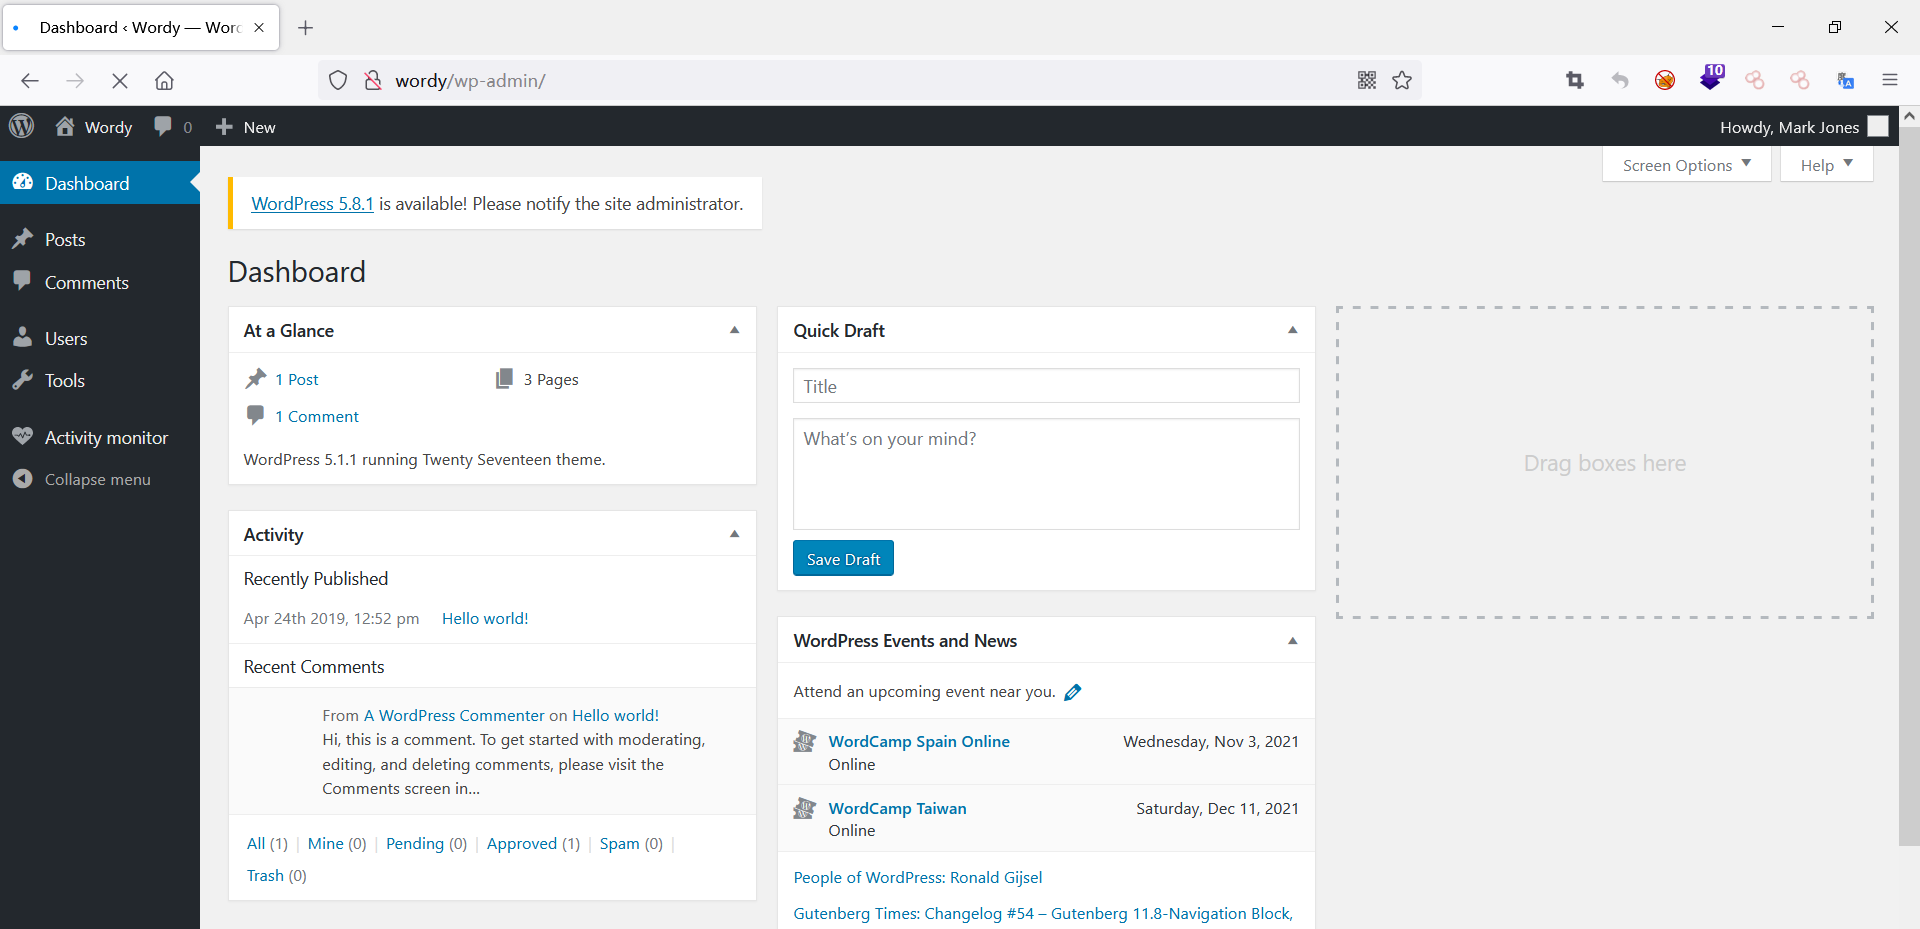 Dashboard ‹ Wordy — Word
wordy/wp-admin/
10
Wordy
0
New
Howdy, Mark Jones
Screen Options
Help
Dashboard
Posts
Comments
Users
Tools
Activity monitor
Collapse menu
WordPress 5.8.1 is available! Please notify the site administrator.
Dashboard
At a Glance
1 Post
3 Pages
1 Comment
WordPress 5.1.1 running Twenty Seventeen theme.
Activity
Recently Published
Apr 24th 2019, 12:52 pm Hello world!
Recent Comments
From A WordPress Commenter on Hello world!
Hi, this is a comment. To get started with moderating,
editing, and deleting comments, please visit the
Comments screen in…
All (1) | Mine (0) | Pending (0) | Approved (1) | Spam (0) |
Trash (0)
Quick Draft
Title
What’s on your mind?
Save Draft
WordPress Events and News
Attend an upcoming event near you.
WordCamp Spain Online
Wednesday, Nov 3, 2021
Online
WordCamp Taiwan
Saturday, Dec 11, 2021
Online
People of WordPress: Ronald Gijsel
Gutenberg Times: Changelog #54 – Gutenberg 11.8-Navigation Block,
Drag boxes here